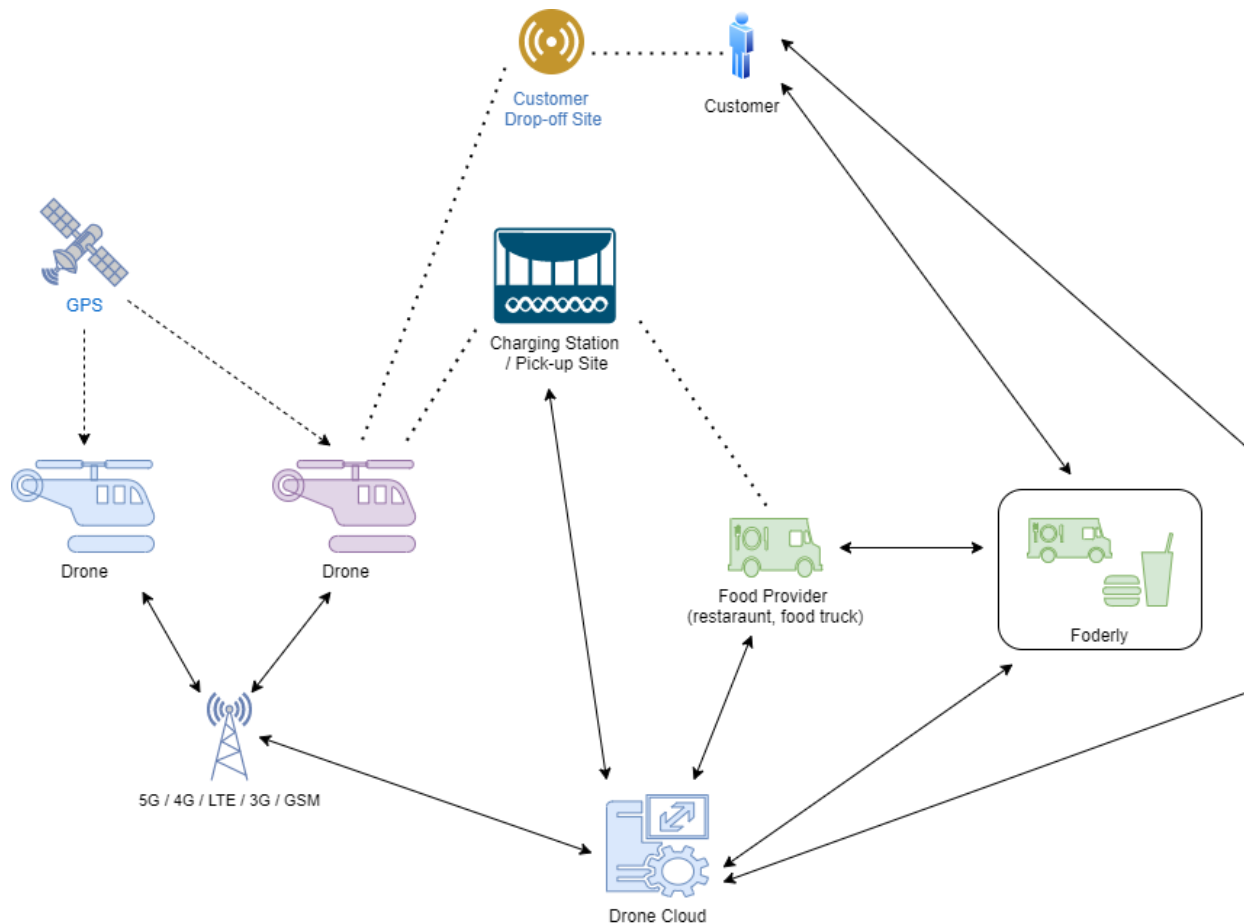 Customer
Drop-off Site
Customer
GPS
Charging Station
/ Pick-up Site
Drone
Drone
Food Provider
(restaraunt, food truck)
Foderly
5G / 4G / LTE / 3G / GSM
Drone Cloud